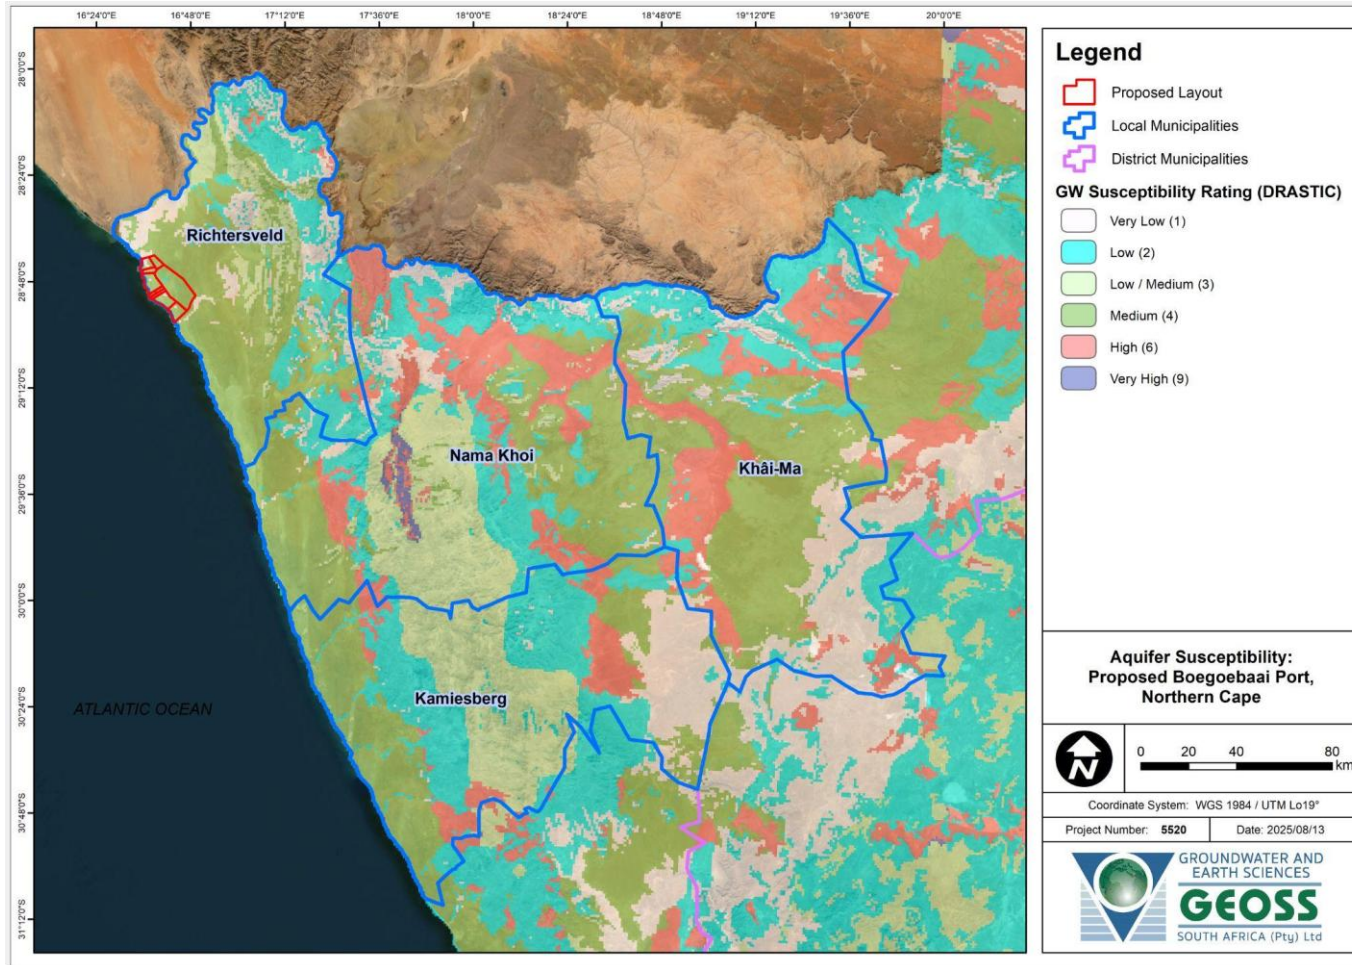 16°24'0"E
16°48'0"E
17°12'0"E
17°36'0"E
18°0'0"E
18°24'0"E
18°48'0"E
19°12'0"E
19°36'0"E
20°0'0"E
28°0'0"S
28°24'0"S
28°48'0"S
29°12'0"S
29°36'0"S
30°0'0"S
30°24'0"S
30°48'0"S
31°12'0"S
Richtersveld
Nama Khoi
Khâi-Ma
Kamiesberg
ATLANTIC OCEAN
Legend
Proposed Layout
Local Municipalities
District Municipalities
GW Susceptibility Rating (DRASTIC)
Very Low (1)
Low (2)
Low / Medium (3)
Medium (4)
High (6)
Very High (9)
Aquifer Susceptibility:
Proposed Boegoebaai Port,
Northern Cape
N
0 20 40 80
km
Coordinate System: WGS 1984 / UTM Lo19°
Project Number: 5520 Date: 2025/08/13
GROUNDWATER AND
EARTH SCIENCES
GEOSS
SOUTH AFRICA (Pty) Ltd